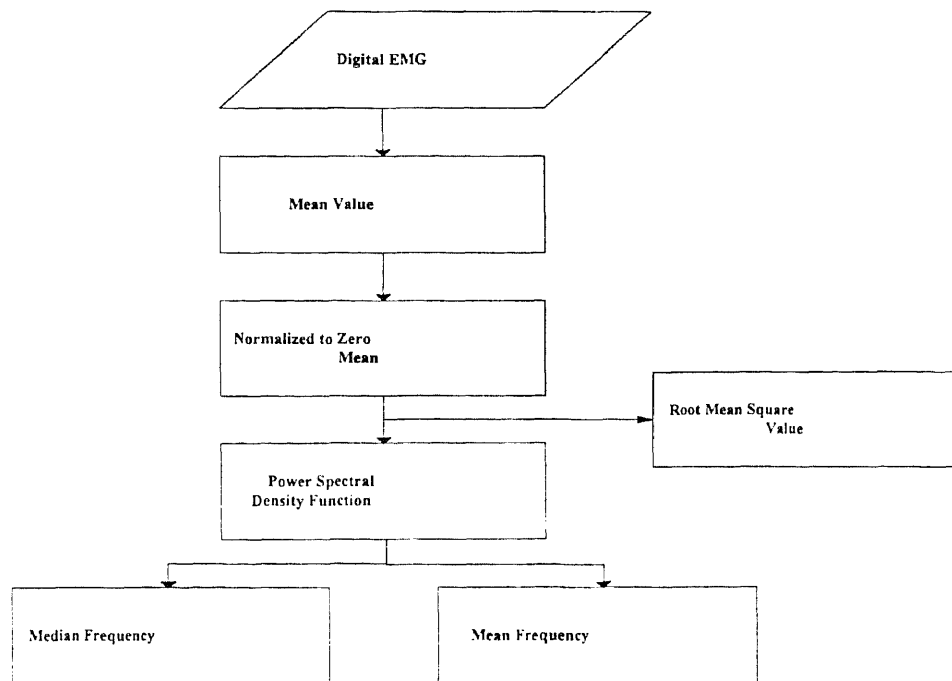 Digital EMG
Mean Value
Normalized to Zero
Mean
Root Mean Square
Value
Power Spectral
Density Function
Median Frequency
Mean Frequency